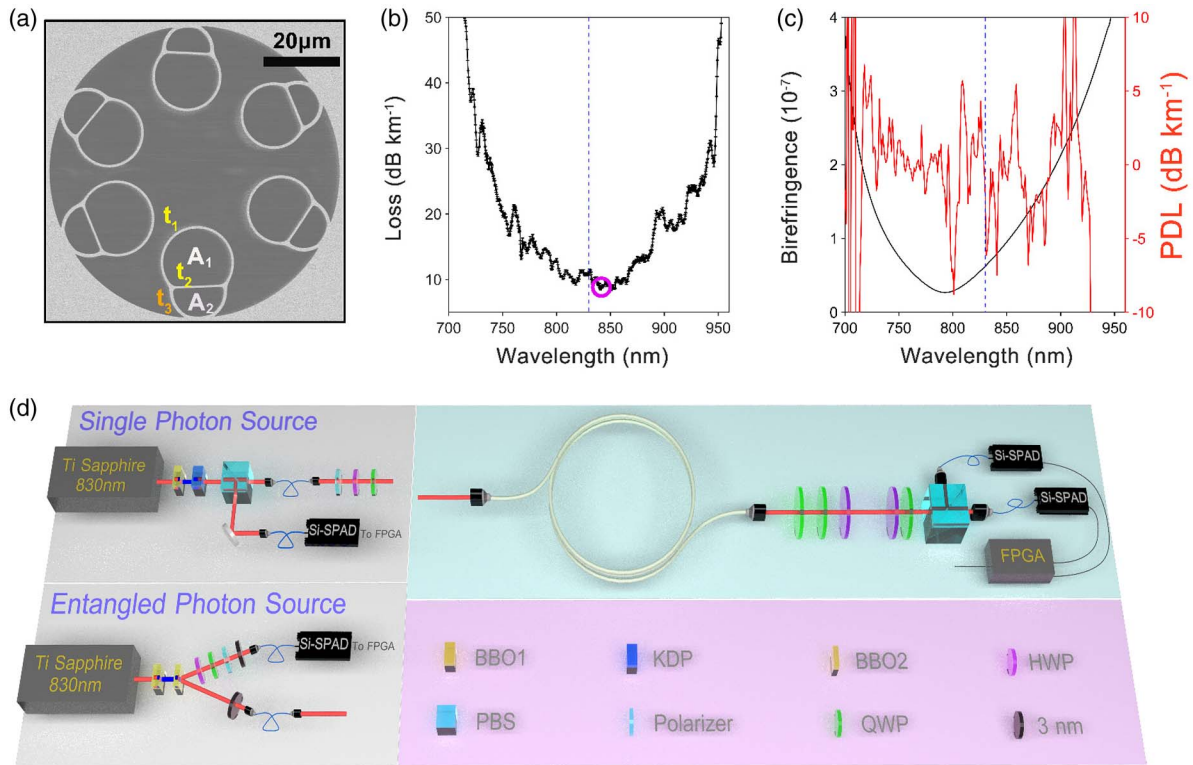 (a)
20μm
t1
A1
t2
t3
A2
(b)
50
40
30
20
10
Loss (dB km-1)
700
750
800
850
900
950
Wavelength (nm)
(c)
4
3
2
1
0
Birefringence (10-7)
10
5
0
-5
-10
PDL (dB km-1)
700
750
800
850
900
950
Wavelength (nm)
(d)
Single Photon Source
Ti Sapphire
830nm
Si-SPAD
To FPGA
Entangled Photon Source
Ti Sapphire
830nm
Si-SPAD
To FPGA
Si-SPAD
Si-SPAD
FPGA
BBO1
KDP
BBO2
HWP
PBS
Polarizer
QWP
3 nm